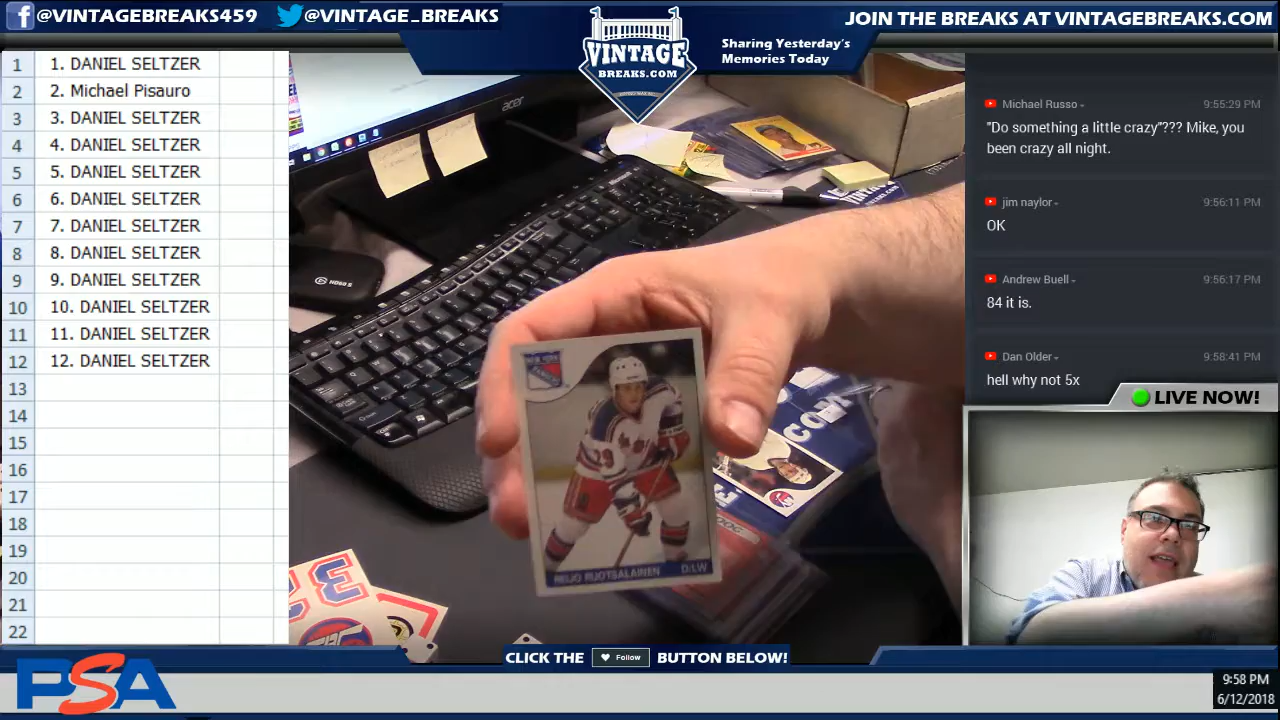 @VINTAGEBREAKS459
@VINTAGE_BREAKS
VINTAGE
BREAKS.COM
Sharing Yesterday's
Memories Today
JOIN THE BREAKS AT VINTAGEBREAKS.COM
1 1. DANIEL SELTZER
2 2. Michael Pisauro
3 3. DANIEL SELTZER
4 4. DANIEL SELTZER
5 5. DANIEL SELTZER
6 6. DANIEL SELTZER
7 7. DANIEL SELTZER
8 8. DANIEL SELTZER
9 9. DANIEL SELTZER
10 10. DANIEL SELTZER
11 11. DANIEL SELTZER
12 12. DANIEL SELTZER
13
14
15
16
17
18
19
20
21
22
acer
NEW YORK
RANGERS
39
REIJO RUOTSALAINEN D/LW
Michael Russo 9:55:29 PM
"Do something a little crazy"??? Mike, you
been crazy all night.
jim naylor 9:56:11 PM
OK
Andrew Buell 9:56:17 PM
84 it is.
Dan Older 9:58:41 PM
hell why not 5x
LIVE NOW!
CLICK THE Follow BUTTON BELOW!
PSA
9:58 PM
6/12/2018